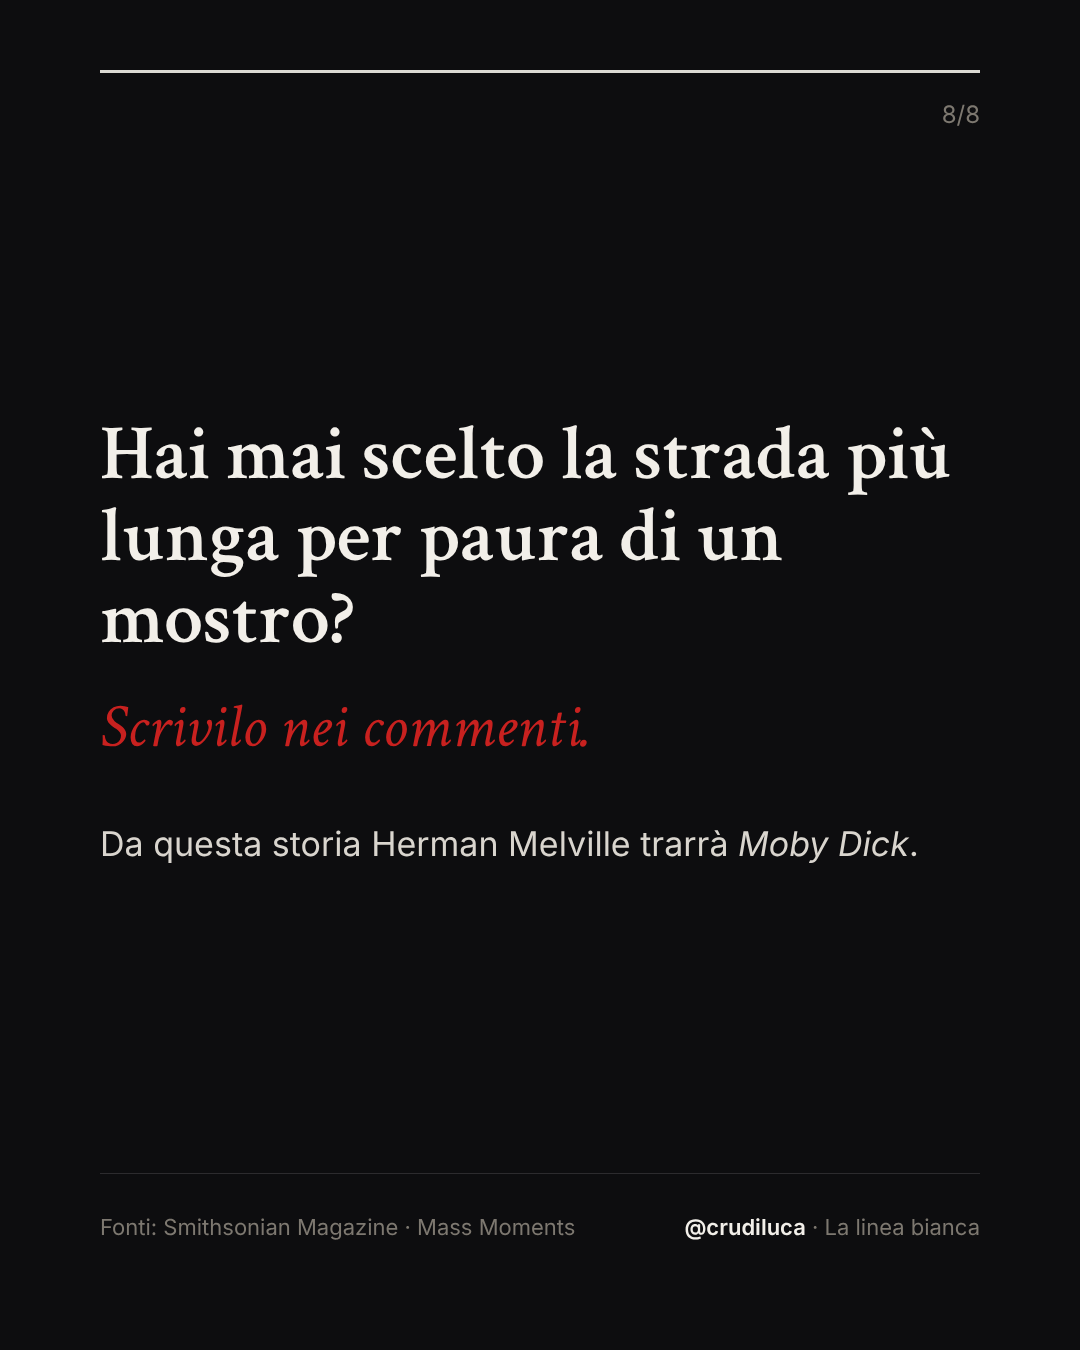 8/8
Hai mai scelto la strada più
lunga per paura di un
mostro?
Scrivilo nei commenti.
Da questa storia Herman Melville trarrà Moby Dick.
Fonti: Smithsonian Magazine · Mass Moments
@crudiluca · La linea bianca